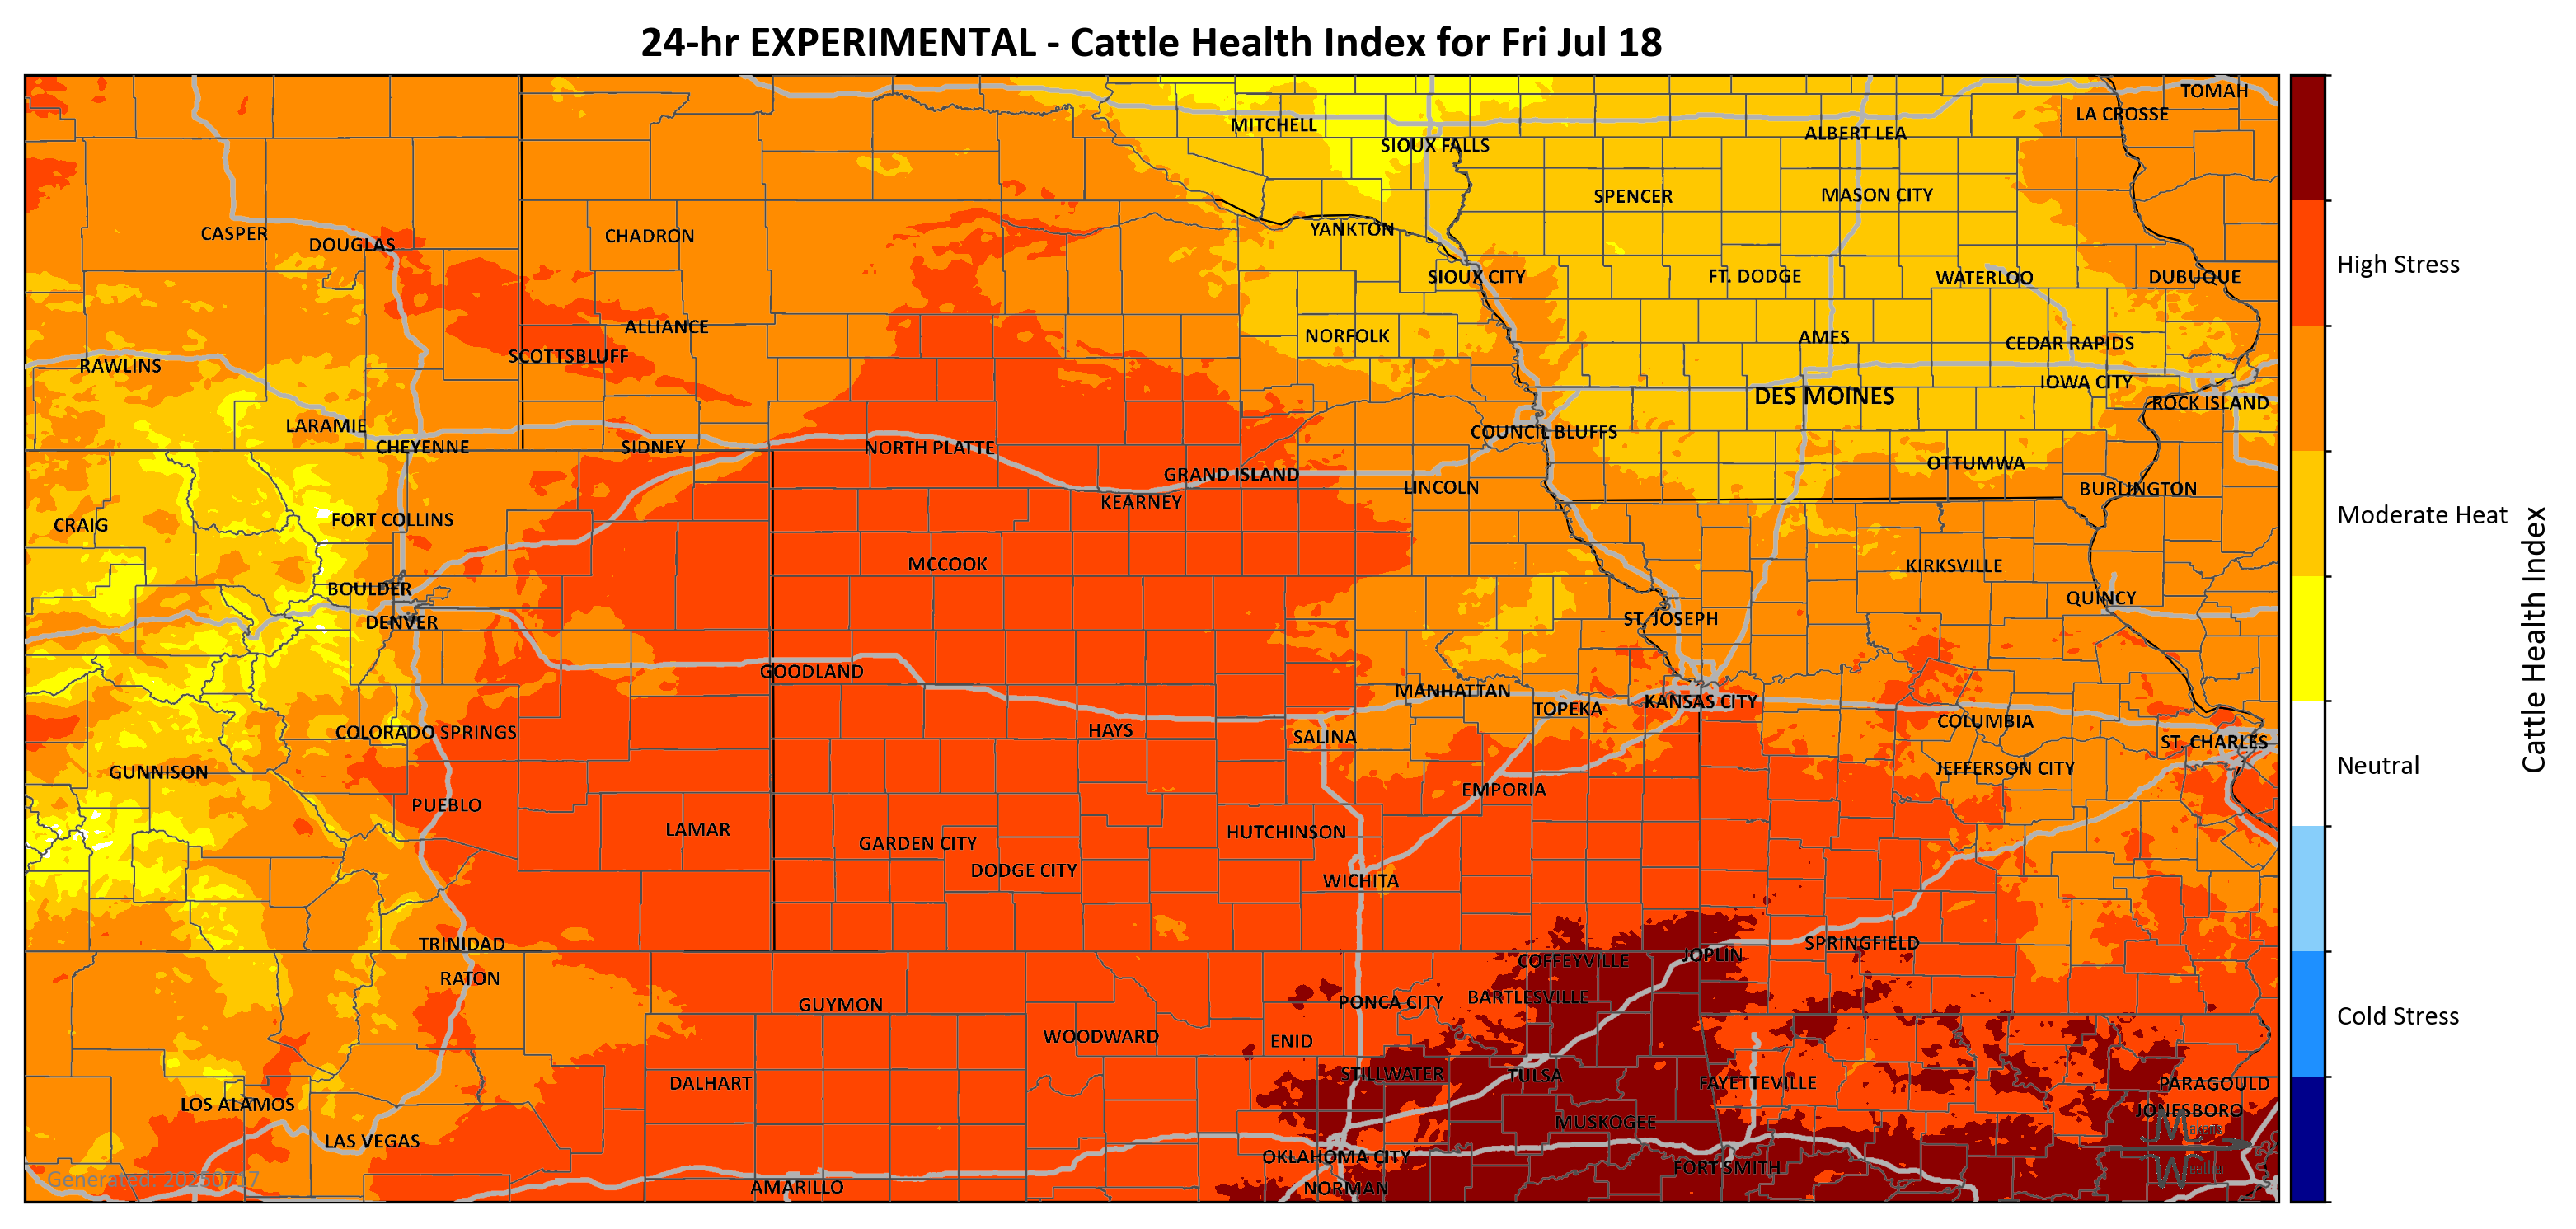 24-hr EXPERIMENTAL - Cattle Health Index for Fri Jul 18
TOMAH
LA CROSSE
MITCHELL
ALBERT LEA
SIOUX FALLS
SPENCER
MASON CITY
CASPER
DOUGLAS
CHADRON
YANKTON
High Stress
SIOUX CITY
FT. DODGE
WATERLOO
DUBUQUE
ALLIANCE
NORFOLK
AMES
CEDAR RAPIDS
SCOTTSBLUFF
RAWLINS
IOWA CITY
DES MOINES
ROCK ISLAND
LARAMIE
COUNCIL BLUFFS
CHEYENNE
SIDNEY
NORTH PLATTE
OTTUMWA
GRAND ISLAND
LINCOLN
BURLINGTON
KEARNEY
Moderate Heat
CRAIG
FORT COLLINS
MCCOOK
KIRKSVILLE
BOULDER
QUINCY
DENVER
ST. JOSEPH
Cattle Health Index
GOODLAND
MANHATTAN
KANSAS CITY
TOPEKA
COLUMBIA
COLORADO SPRINGS
HAYS
SALINA
ST. CHARLES
GUNNISON
JEFFERSON CITY
Neutral
EMPORIA
PUEBLO
LAMAR
HUTCHINSON
GARDEN CITY
DODGE CITY
WICHITA
TRINIDAD
SPRINGFIELD
JOPLIN
COFFEYVILLE
RATON
BARTLESVILLE
PONCA CITY
GUYMON
Cold Stress
WOODWARD
ENID
STILLWATER
TULSA
DALHART
FAYETTEVILLE
PARAGOULD
LOS ALAMOS
JONESBORO
MUSKOGEE
LAS VEGAS
OKLAHOMA CITY
FORT SMITH
Generated: 20250717
AMARILLO
NORMAN